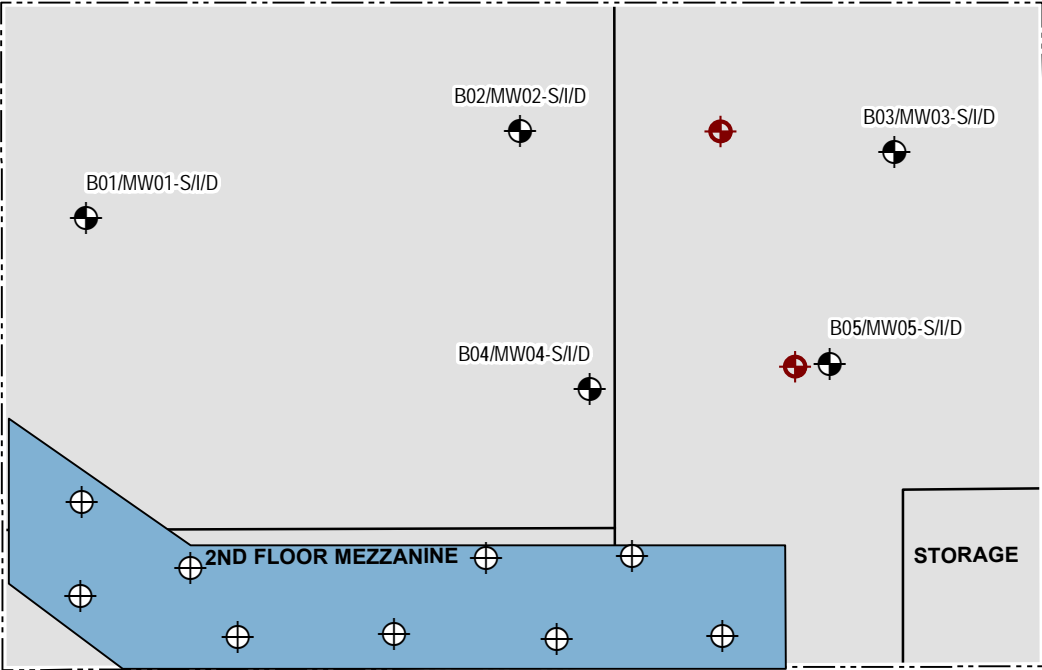 B02/MW02-S/I/D
B03/MW03-S/I/D
B01/MW01-S/I/D
B05/MW05-S/I/D
B04/MW04-S/I/D
2ND FLOOR MEZZANINE
STORAGE